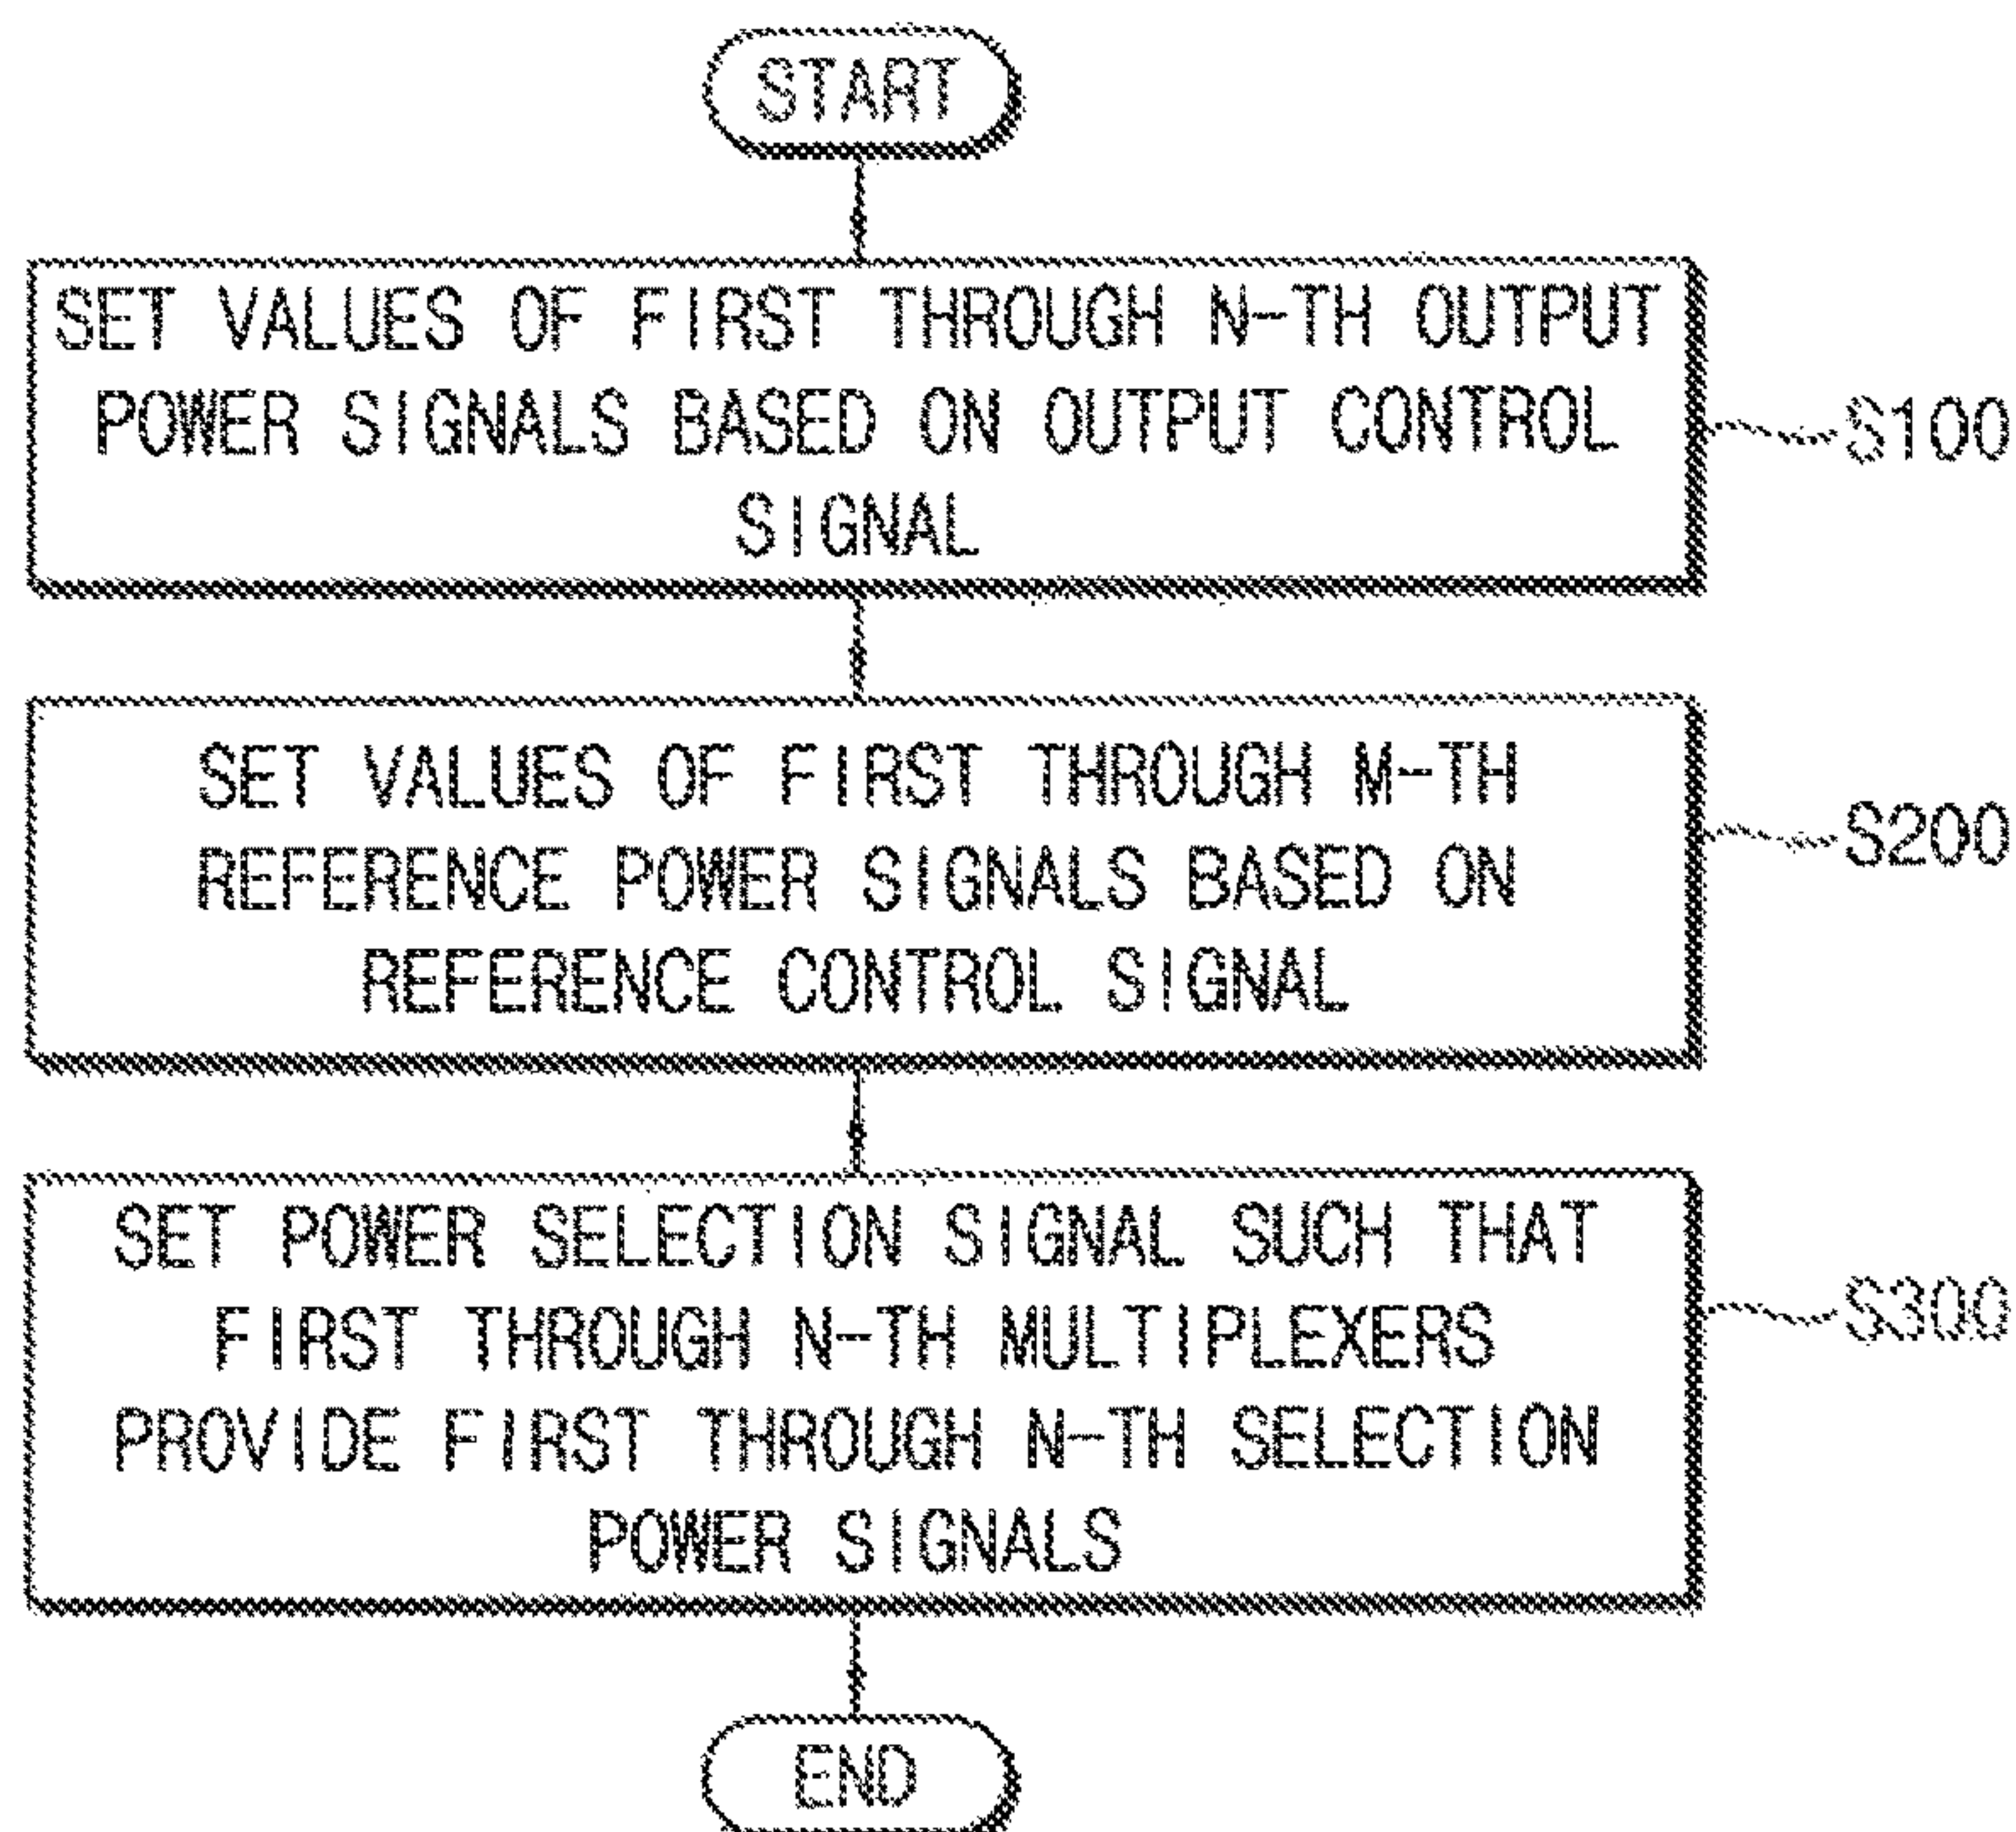 START
SET VALUES OF FIRST THROUGH N-TH OUTPUT
POWER SIGNALS BASED ON OUTPUT CONTROL
SIGNAL
S100
SET VALUES OF FIRST THROUGH M-TH
REFERENCE POWER SIGNALS BASED ON
REFERENCE CONTROL SIGNAL
S200
SET POWER SELECTION SIGNAL SUCH THAT
FIRST THROUGH N-TH MULTIPLEXERS
PROVIDE FIRST THROUGH N-TH SELECTION
POWER SIGNALS
S300
END